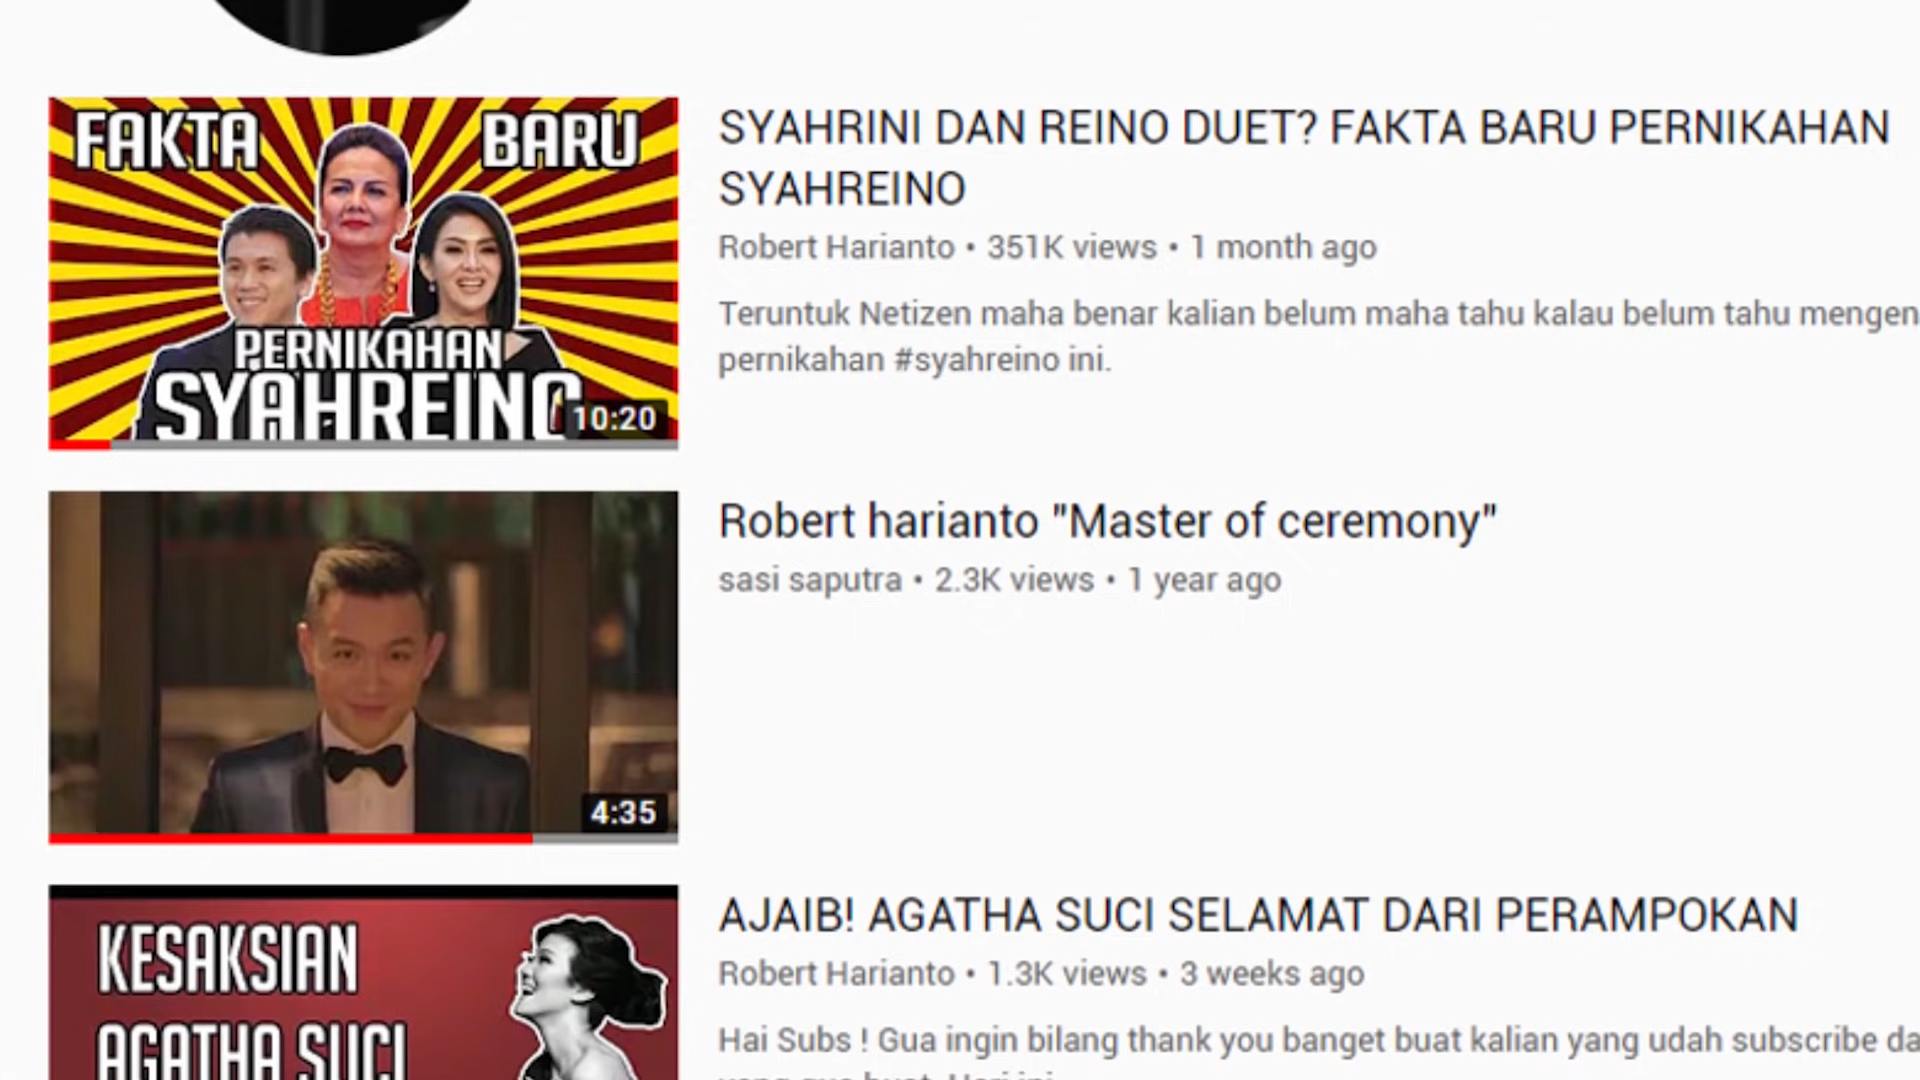 FAKTA BARU
PERNIKAHAN
10:20
SYAHRINI DAN REINO DUET? FAKTA BARU PERNIKAHAN
SYAHREINO
Robert Harianto • 351K views • 1 month ago
Teruntuk Netizen maha benar kalian belum maha tahu kalau belum tahu
pernikahan #syahreino ini.
4:35
Robert harianto "Master of ceremony"
sasi saputra • 2.3K views • 1 year ago
KESAKSIAN
AGATHA SUCI
AJAIB! AGATHA SUCI SELAMAT DARI PERAMPOKAN
Robert Harianto • 1.3K views • 3 weeks ago
Hai Subs ! Gua ingin bilang thank you banget buat kalian yang udah subscribe